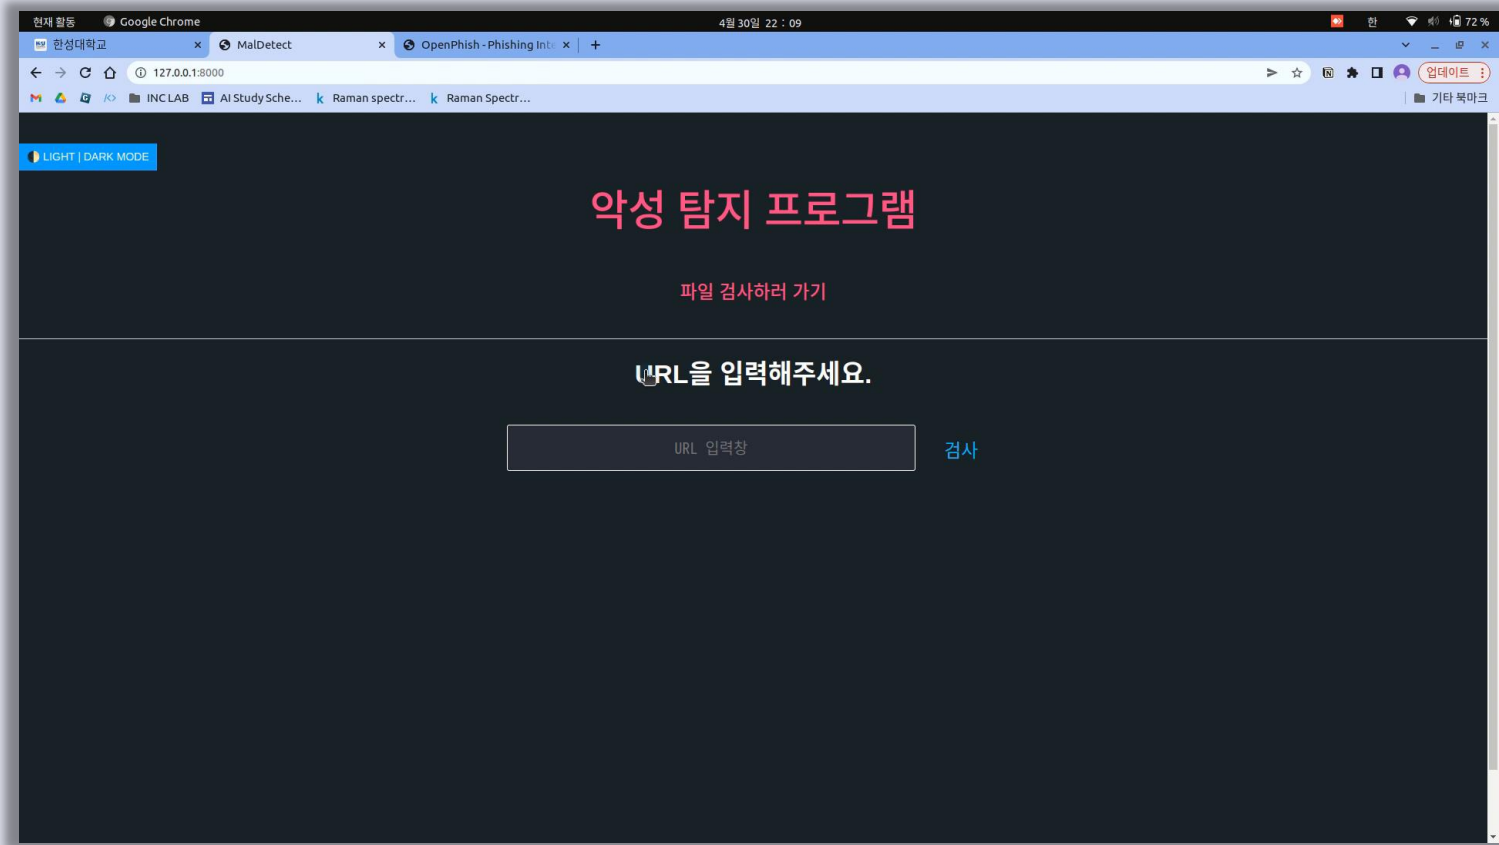 현재 활동 Google Chrome 4월 30일 22 : 09 한 72 %
한성대학교 MalDetect OpenPhish - Phishing Inte
127.0.0.1:8000 업데이트
INC LAB AI Study Sche... Raman spectr... Raman Spectr... 기타 북마크
LIGHT | DARK MODE
악성 탐지 프로그램
파일 검사하러 가기
URL을 입력해주세요.
URL 입력창 검사